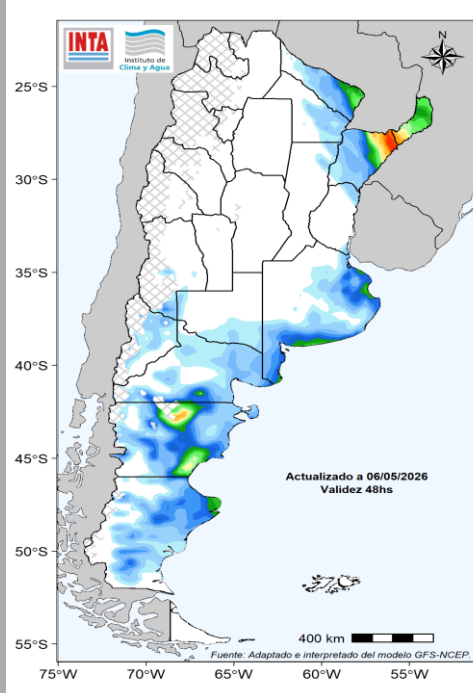 INTA
Instituto de
Clima y Agua
N
25°S
30°S
35°S
40°S
45°S
50°S
55°S
Actualizado a 06/05/2026
Validez 48hs
400 km
Fuente: Adaptado e interpretado del modelo GFS-NCEP.
75°W
70°W
65°W
60°W
55°W